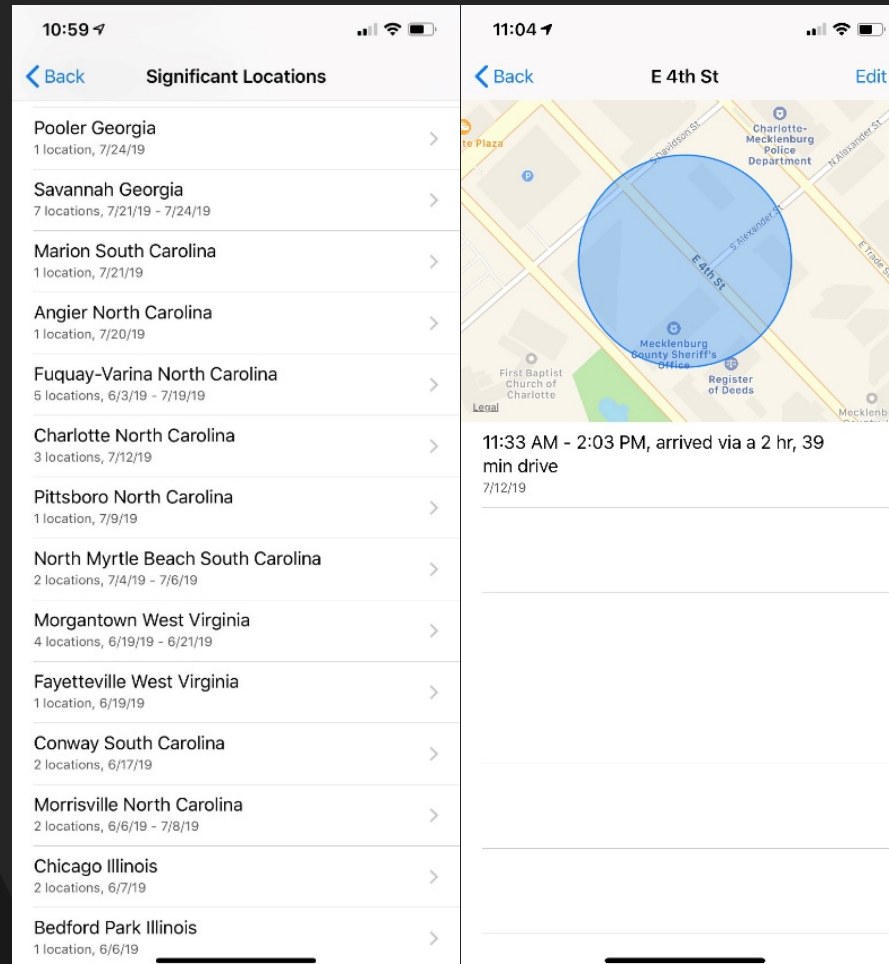 10:59
Back
Significant Locations
Pooler Georgia
1 location, 7/24/19
Savannah Georgia
7 locations, 7/21/19 - 7/24/19
Marion South Carolina
1 location, 7/21/19
Angier North Carolina
1 location, 7/20/19
Fuquay-Varina North Carolina
5 locations, 6/3/19 - 7/19/19
Charlotte North Carolina
3 locations, 7/12/19
Pittsboro North Carolina
1 location, 7/9/19
North Myrtle Beach South Carolina
2 locations, 7/4/19 - 7/6/19
Morgantown West Virginia
4 locations, 6/19/19 - 6/21/19
Fayetteville West Virginia
1 location, 6/19/19
Conway South Carolina
2 locations, 6/17/19
Morrisville North Carolina
2 locations, 6/6/19 - 7/8/19
Chicago Illinois
2 locations, 6/7/19
Bedford Park Illinois
1 location, 6/6/19
11:04
Back
E 4th St
Edit
te Plaza
P
S Davidson St
Charlotte-
Mecklenburg
Police
Department
N Alexander St
S Alexander St
E Trade St
E 4th St
Mecklenburg
County Sheriff's
Office
Register
of Deeds
First Baptist
Church of
Charlotte
Legal
Mecklenb
11:33 AM - 2:03 PM, arrived via a 2 hr, 39
min drive
7/12/19